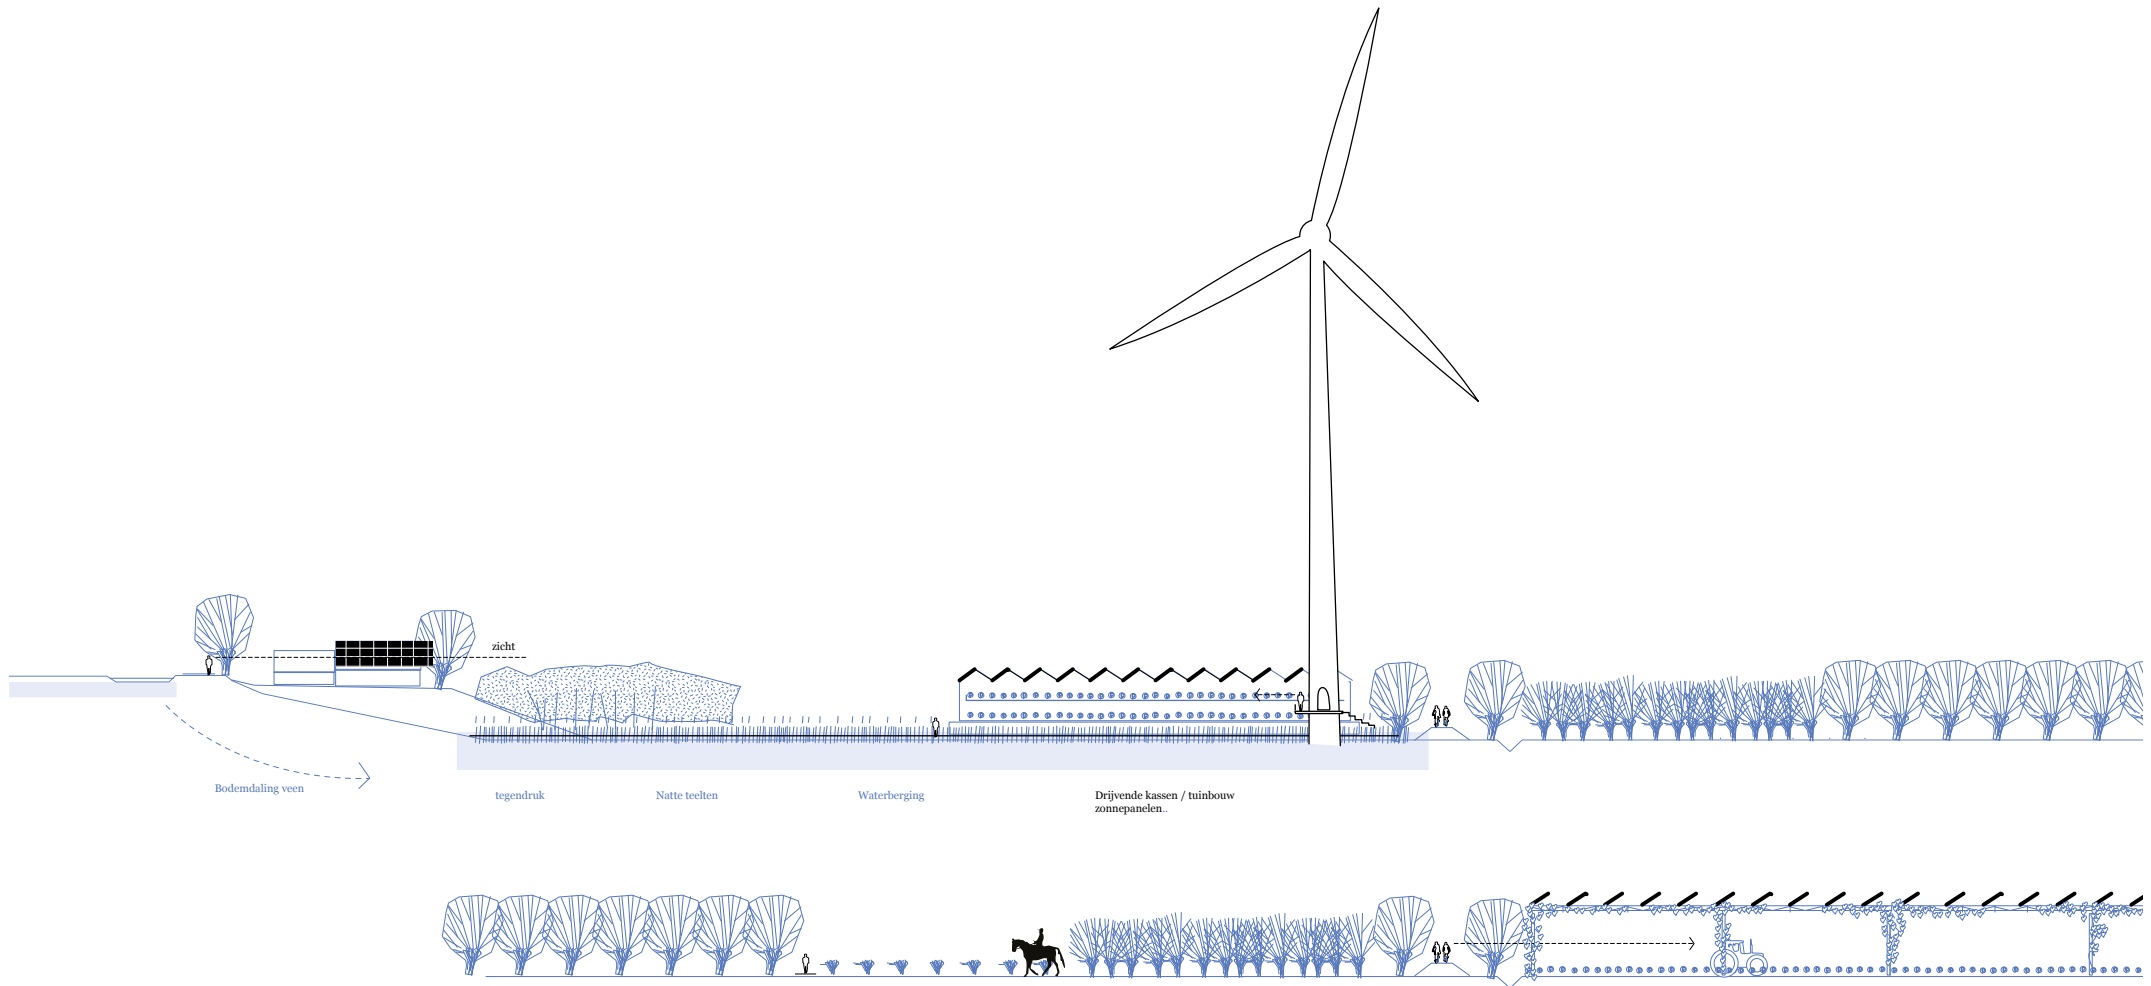 zicht
Bodemdaling veen
tegendruk
Natte teelten
Waterberging
Drijvende kassen / tuinbouw
zonnepanelen..